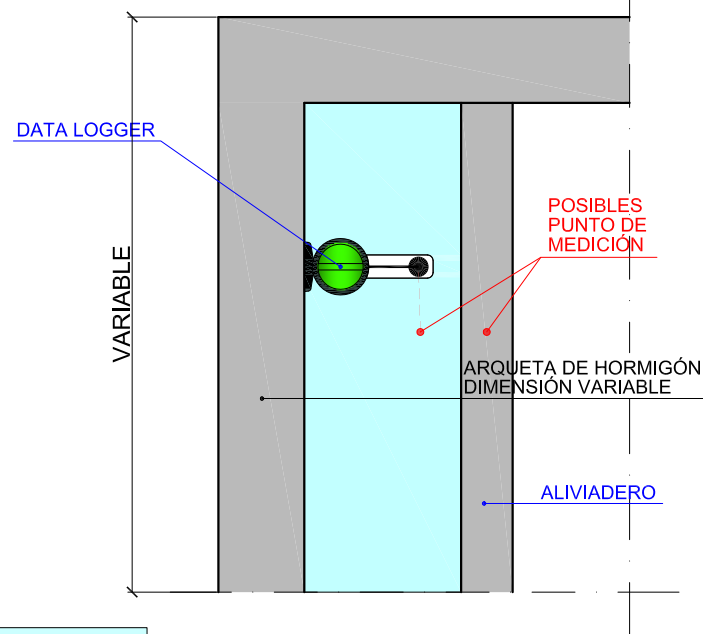 DATA LOGGER
POSIBLES
PUNTO DE
MEDICIÓN
VARIABLE
ARQUETA DE HORMIGÓN
DIMENSIÓN VARIABLE
ALIVIADERO